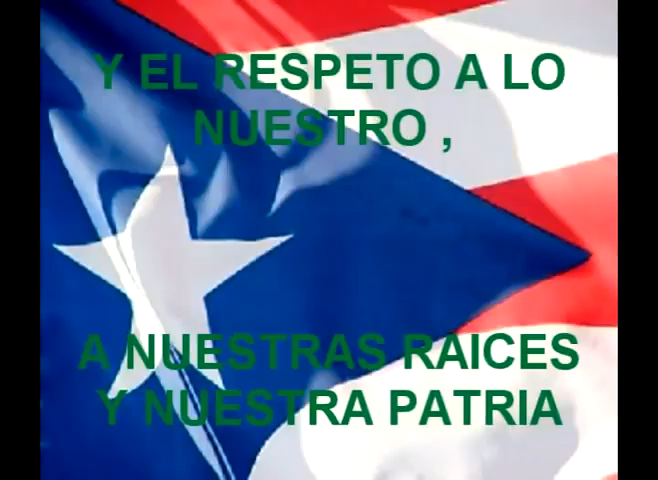 Y EL RESPETO A LO
NUESTRO ,
A NUESTRAS RAICES
Y NUESTRA PATRIA